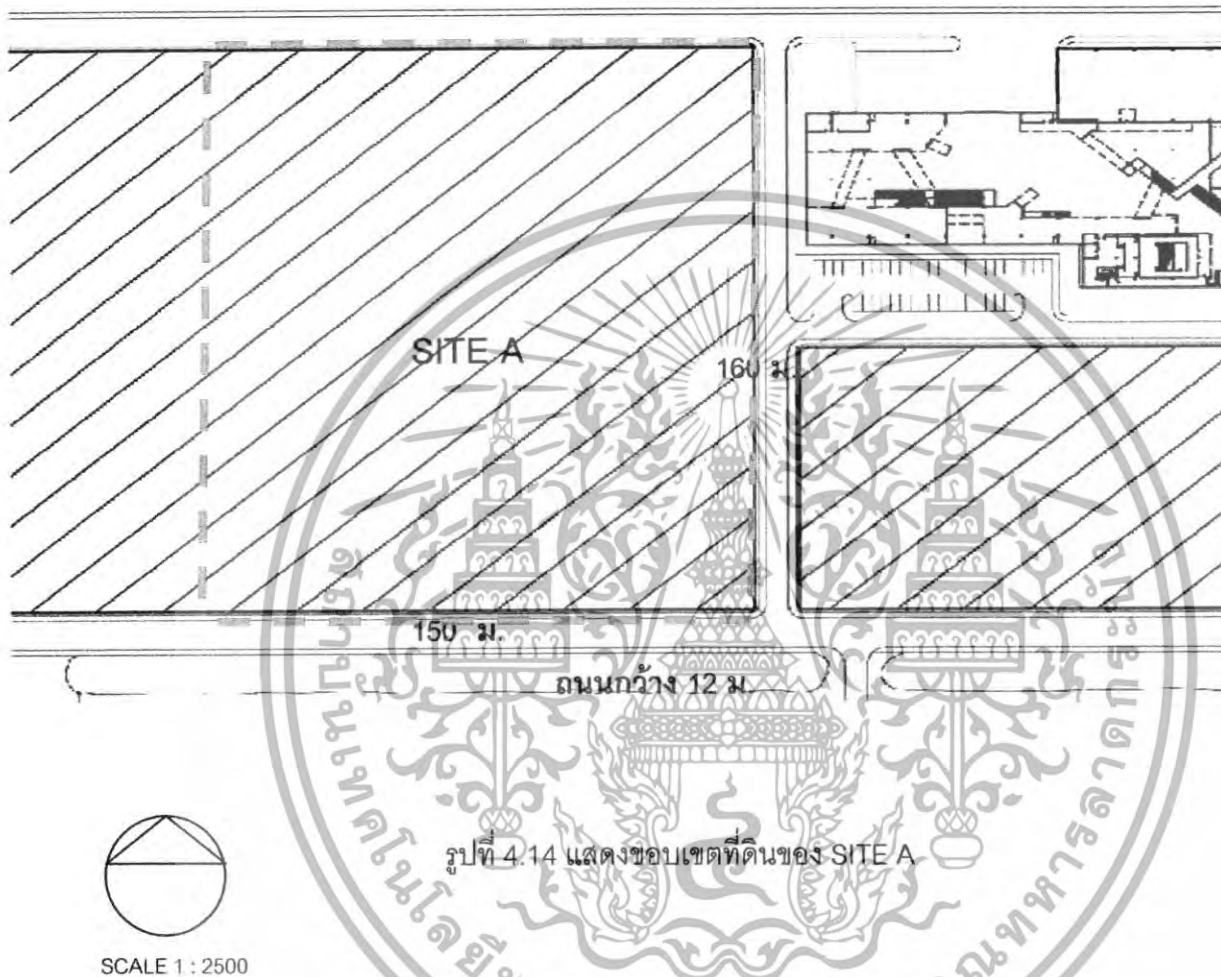 SITE A
160 ม.
150 ม.
ถนนกว้าง 12 ม.
รูปที่ 4.14 แสดงขอบเขตที่ดินของ SITE A
SCALE 1 : 2500